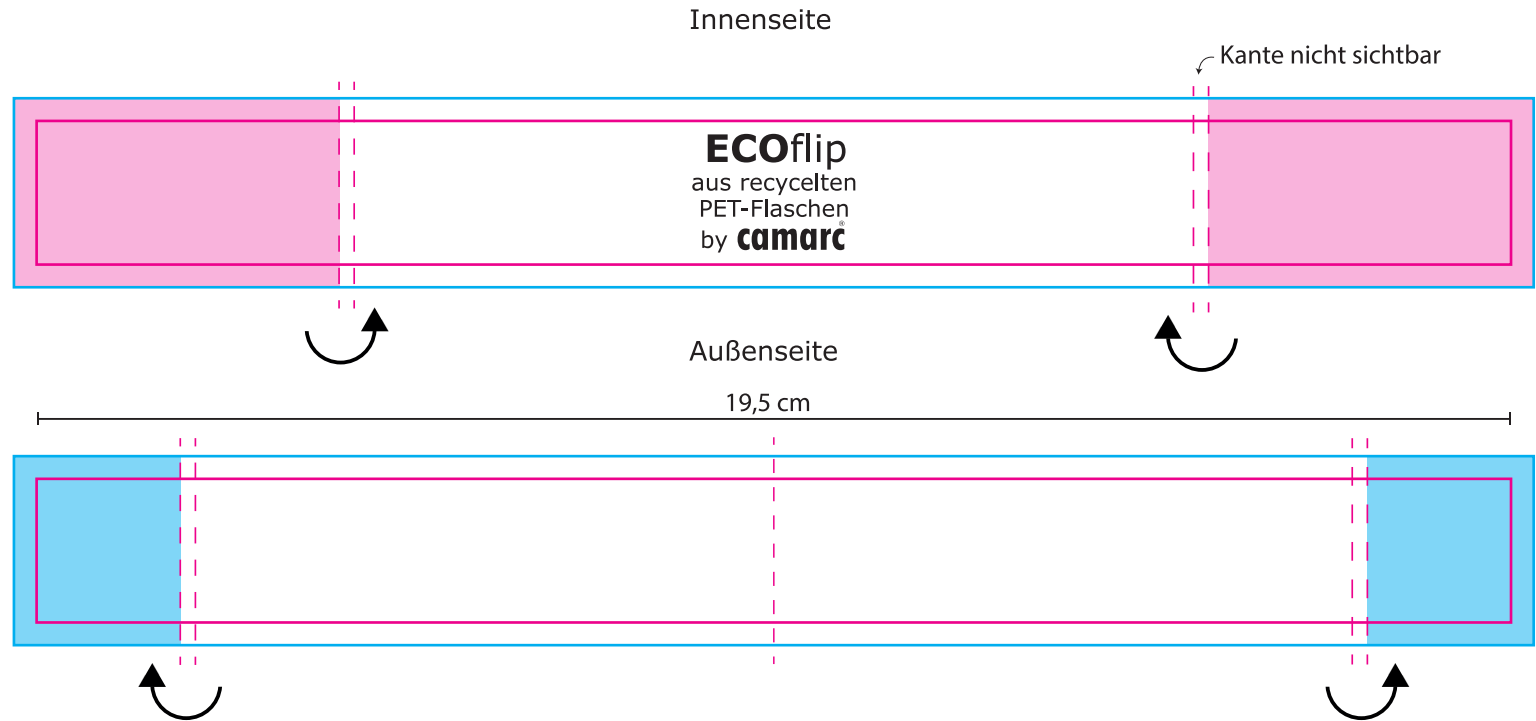 Innenseite
Kante nicht sichtbar
ECOflip
aus recycelten
PET-Flaschen
by camarc®
Außenseite
19,5 cm